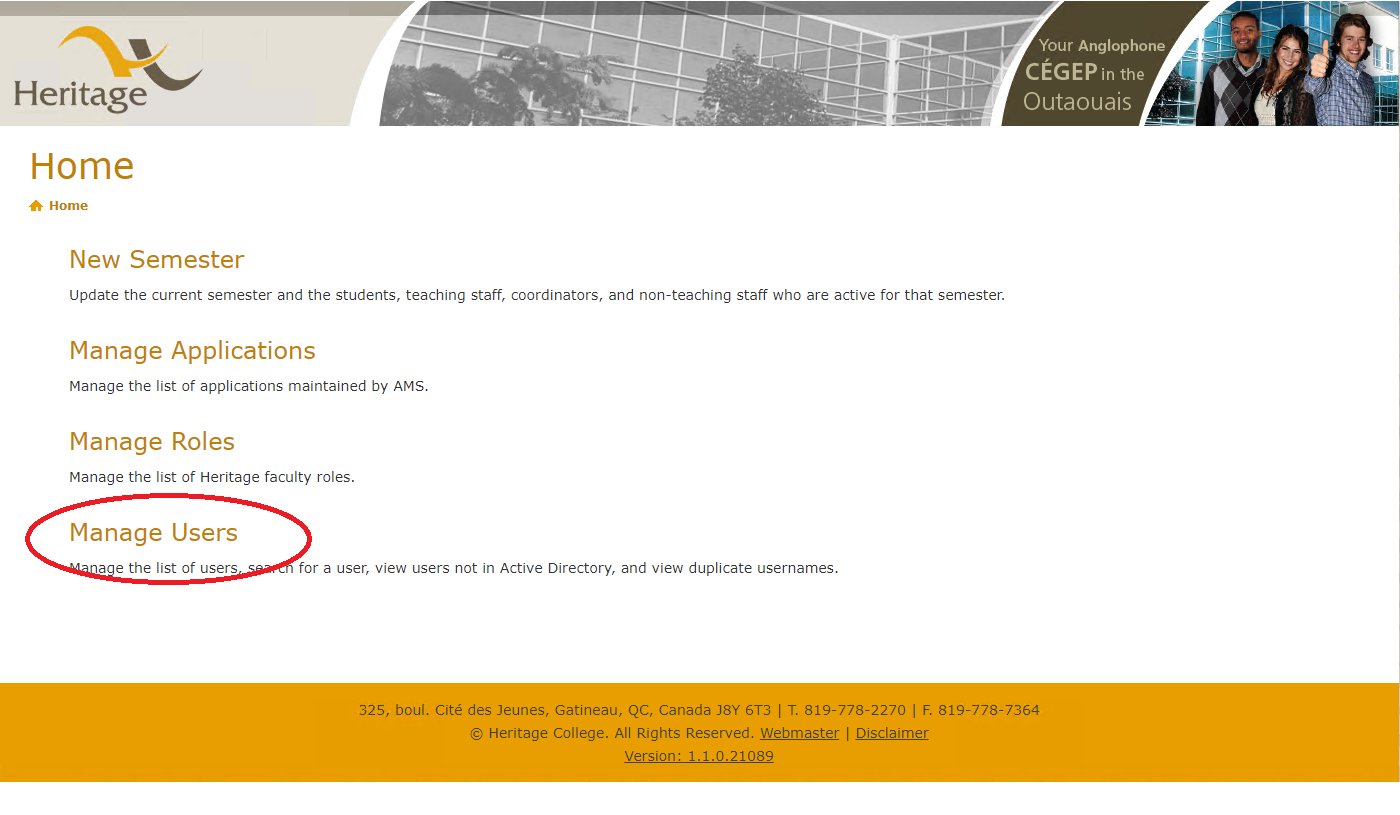 Heritage
Your Anglophone
CÉGEP in the
Outaouais
Home
Home
New Semester
Update the current semester and the students, teaching staff, coordinators, and non-teaching staff who are active for that semester.
Manage Applications
Manage the list of applications maintained by AMS.
Manage Roles
Manage the list of Heritage faculty roles.
Manage Users
Manage the list of users, search for a user, view users not in Active Directory, and view duplicate usernames.
325, boul. Cité des Jeunes, Gatineau, QC, Canada J8Y 6T3 | T. 819-778-2270 | F. 819-778-7364
© Heritage College. All Rights Reserved. Webmaster | Disclaimer
Version: 1.1.0.21089